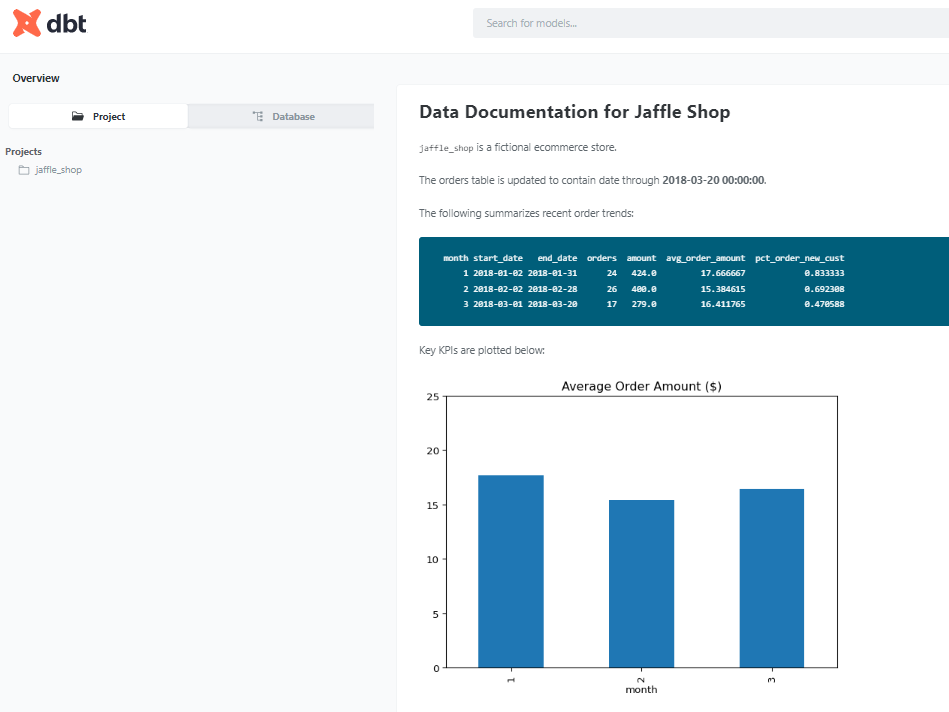 dbt
Search for models...
Overview
Project
Database
Projects
jaffle_shop
Data Documentation for Jaffle Shop
jaffle_shop is a fictional ecommerce store.
The orders table is updated to contain date through 2018-03-20 00:00:00.
The following summarizes recent order trends:
month start_date end_date orders amount avg_order_amount pct_order_new_cust
1 2018-01-02 2018-01-31 24 424.0 17.666667 0.833333
2 2018-02-02 2018-02-28 26 400.0 15.384615 0.692308
3 2018-03-01 2018-03-20 17 279.0 16.411765 0.470588
Key KPIs are plotted below:
Average Order Amount ($)
25
20
15
10
5
0
1
2
3
month